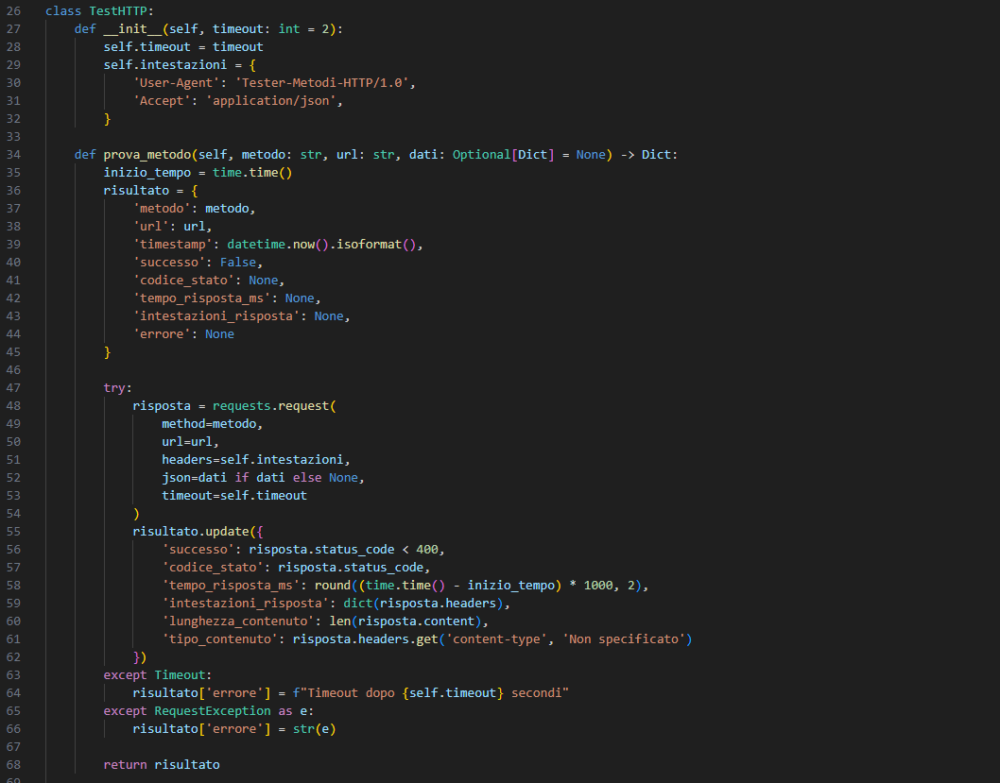 26 class TestHTTP:
27     def __init__(self, timeout: int = 2):
28         self.timeout = timeout
29         self.intestazioni = {
30             'User-Agent': 'Tester-Metodi-HTTP/1.0',
31             'Accept': 'application/json',
32         }
33
34     def prova_metodo(self, metodo: str, url: str, dati: Optional[Dict] = None) -> Dict:
35         inizio_tempo = time.time()
36         risultato = {
37             'metodo': metodo,
38             'url': url,
39             'timestamp': datetime.now().isoformat(),
40             'successo': False,
41             'codice_stato': None,
42             'tempo_risposta_ms': None,
43             'intestazioni_risposta': None,
44             'errore': None
45         }
46
47         try:
48             risposta = requests.request(
49                 method=metodo,
50                 url=url,
51                 headers=self.intestazioni,
52                 json=dati if dati else None,
53                 timeout=self.timeout
54             )
55             risultato.update({
56                 'successo': risposta.status_code < 400,
57                 'codice_stato': risposta.status_code,
58                 'tempo_risposta_ms': round((time.time() - inizio_tempo) * 1000, 2),
59                 'intestazioni_risposta': dict(risposta.headers),
60                 'lunghezza_contenuto': len(risposta.content),
61                 'tipo_contenuto': risposta.headers.get('content-type', 'Non specificato')
62             })
63         except Timeout:
64             risultato['errore'] = f"Timeout dopo {self.timeout} secondi"
65         except RequestException as e:
66             risultato['errore'] = str(e)
67
68         return risultato
69